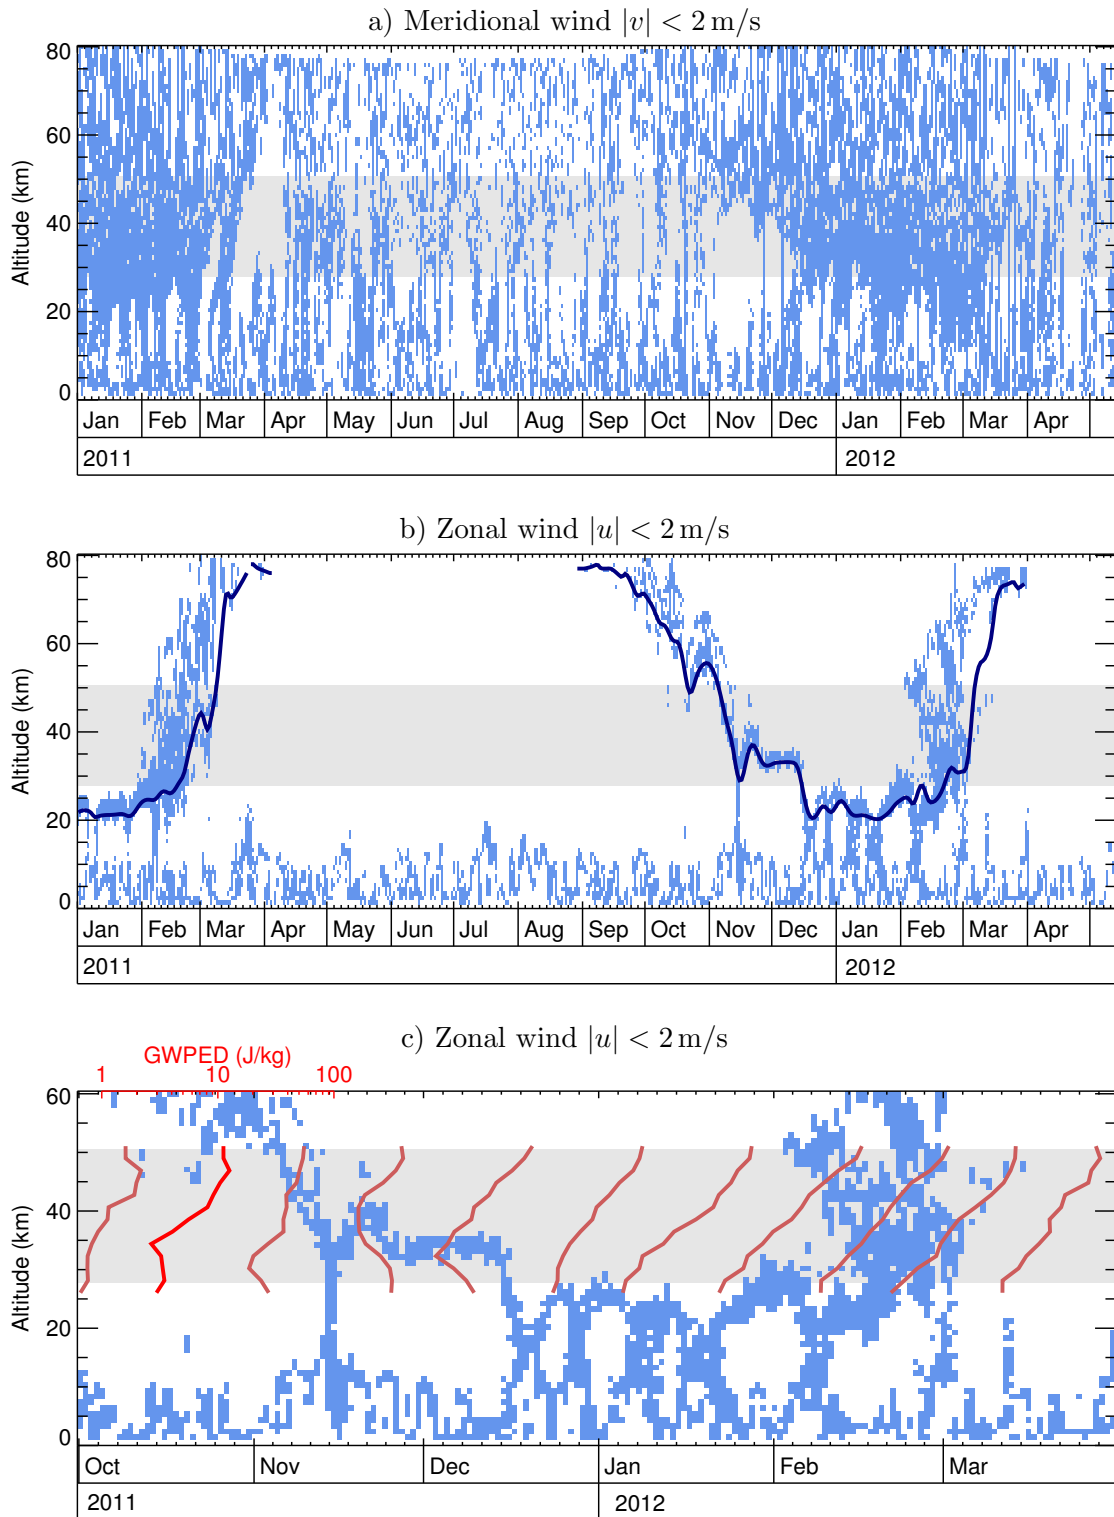 a) Meridional wind |v| < 2 m/s
80
60
40
20
0
Altitude (km)
Jan Feb Mar Apr May Jun Jul Aug Sep Oct Nov Dec Jan Feb Mar Apr
2011 2012
b) Zonal wind |u| < 2 m/s
80
60
40
20
0
Altitude (km)
Jan Feb Mar Apr May Jun Jul Aug Sep Oct Nov Dec Jan Feb Mar Apr
2011 2012
c) Zonal wind |u| < 2 m/s
GWPED (J/kg)
1 10 100
60
40
20
0
Altitude (km)
Oct Nov Dec Jan Feb Mar
2011 2012